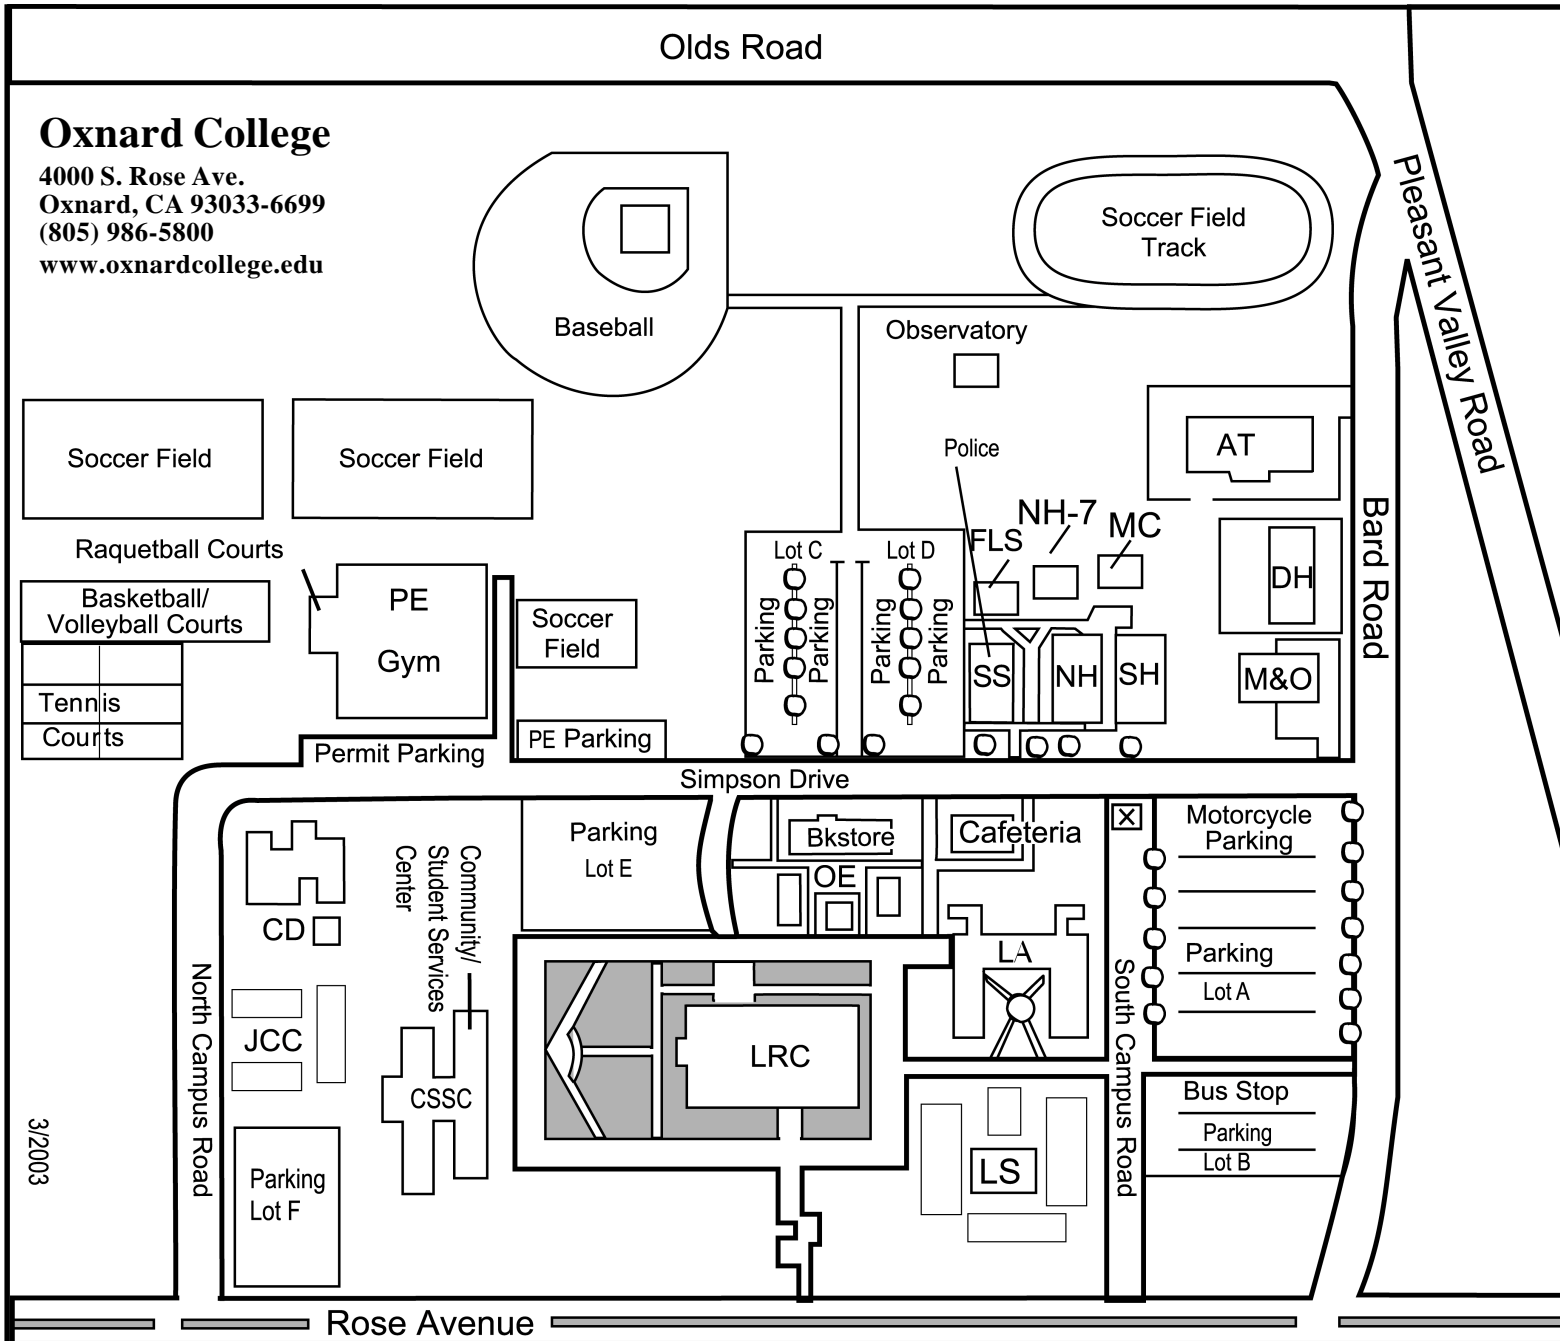 Olds Road
Oxnard College
4000 S. Rose Ave.
Oxnard, CA 93033-6699
(805) 986-5800
www.oxnardcollege.edu
Pleasant Valley Road
Soccer Field
Track
Baseball
Observatory
Soccer Field
Soccer Field
Police
AT
NH-7
MC
FLS
Bard Road
Raquetball Courts
Lot C
Lot D
DH
Basketball/
Volleyball Courts
PE
Gym
Soccer
Field
Parking
Parking
Parking
Parking
SS
NH
SH
M&O
Tennis
Courts
PE Parking
Permit Parking
Simpson Drive
Parking
Lot E
Bkstore
Cafeteria
X
Motorcycle
Parking
Community/
Student Services
Center
OE
CD
LA
Parking
Lot A
North Campus Road
South Campus Road
JCC
LRC
CSSC
Bus Stop
Parking
Lot B
3/2003
Parking
Lot F
LS
Rose Avenue